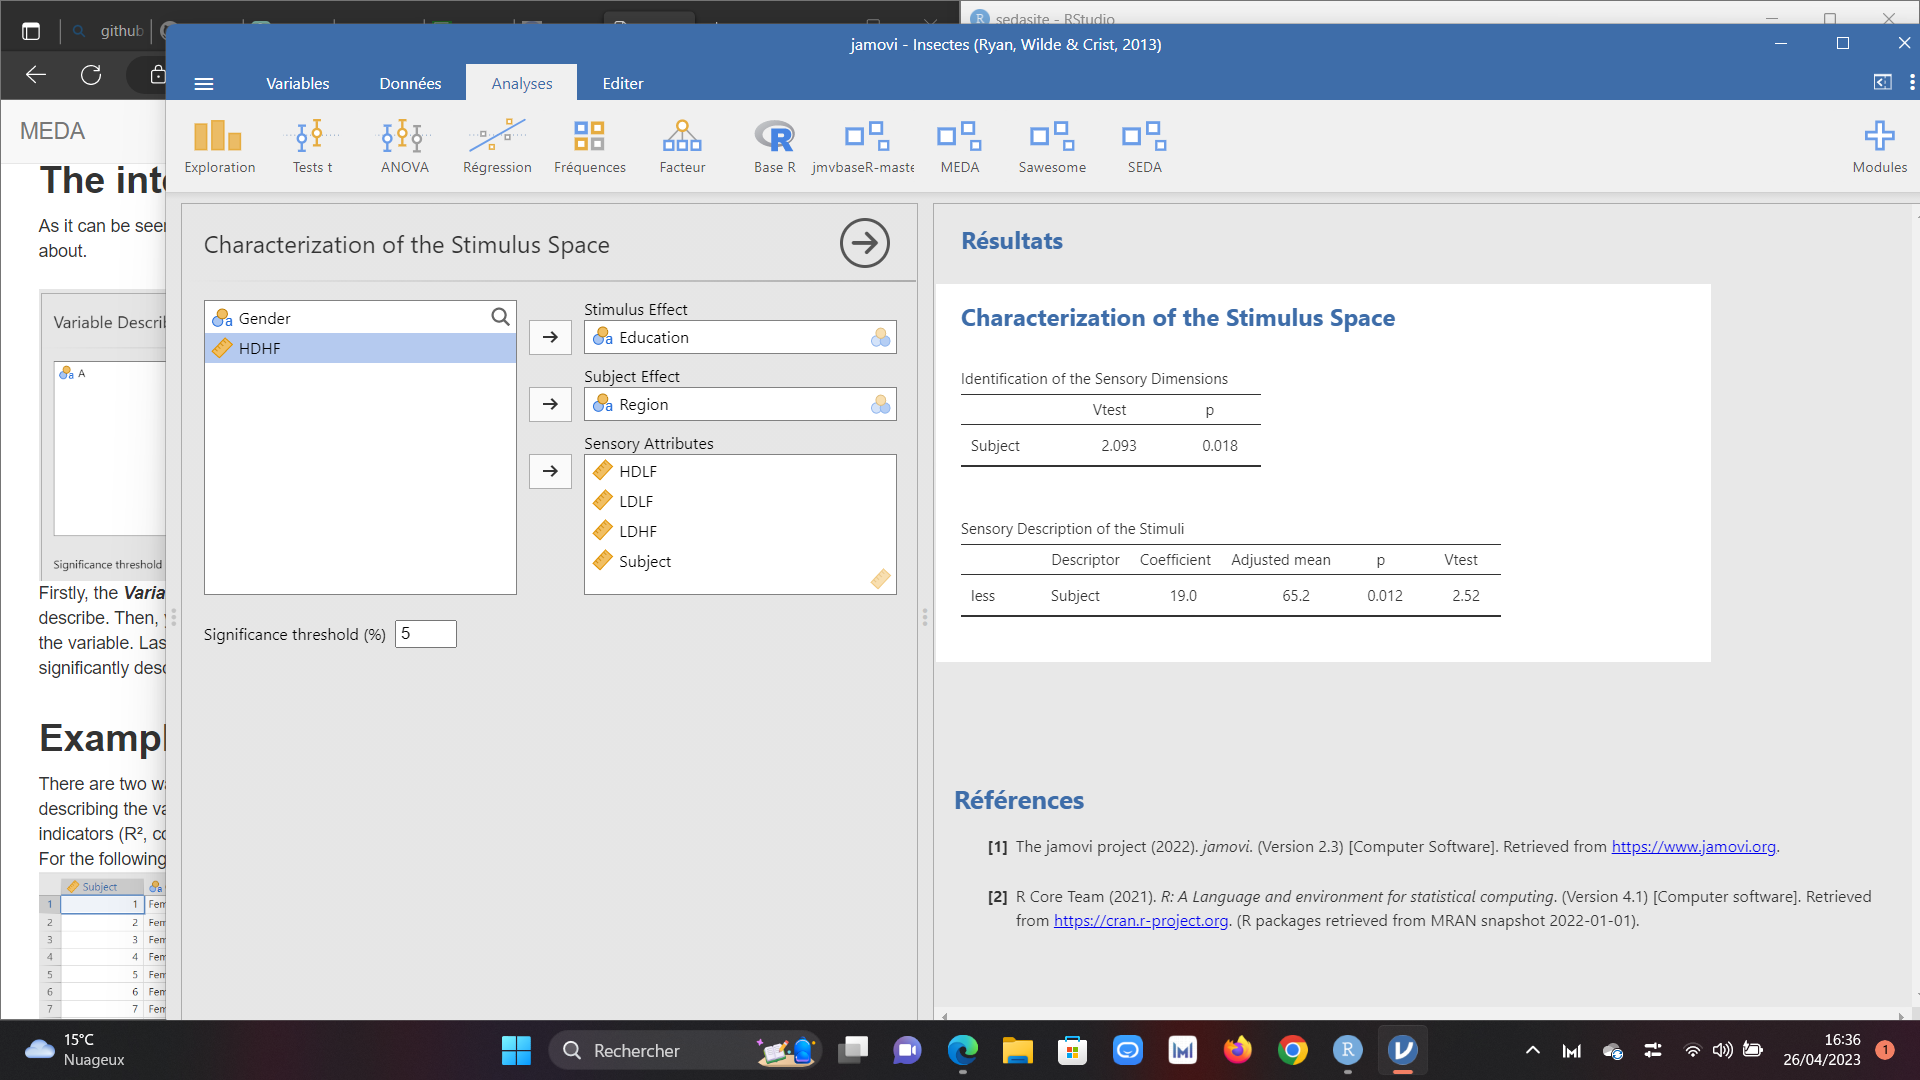 github
sedasite - RStudio
jamovi - Insectes (Ryan, Wilde & Crist, 2013)
Variables
Données
Analyses
Editer
Exploration
Tests t
ANOVA
Régression
Fréquences
Facteur
Base R
jmvbaseR-maste
MEDA
Sawesome
SEDA
Modules
MEDA
The inte
As it can be seen
about.
Variable Descri
A
Significance threshold
Firstly, the Varia
describe. Then,
the variable. Las
significantly desc
Exampl
There are two wa
describing the va
indicators (R², co
For the following
Subject
1 1 Fem
2 2 Fem
3 3 Fem
4 4 Fem
5 5 Fem
6 6 Fem
7 7 Fem
Characterization of the Stimulus Space
Gender
HDHF
Stimulus Effect
Education
Subject Effect
Region
Sensory Attributes
HDLF
LDLF
LDHF
Subject
Significance threshold (%) 5
Résultats
Characterization of the Stimulus Space
Identification of the Sensory Dimensions
Vtest p
Subject 2.093 0.018
Sensory Description of the Stimuli
Descriptor Coefficient Adjusted mean p Vtest
less Subject 19.0 65.2 0.012 2.52
Références
[1] The jamovi project (2022). jamovi. (Version 2.3) [Computer Software]. Retrieved from https://www.jamovi.org.
[2] R Core Team (2021). R: A Language and environment for statistical computing. (Version 4.1) [Computer software]. Retrieved
from https://cran.r-project.org. (R packages retrieved from MRAN snapshot 2022-01-01).
15°C
Nuageux
Rechercher
16:36
26/04/2023
1